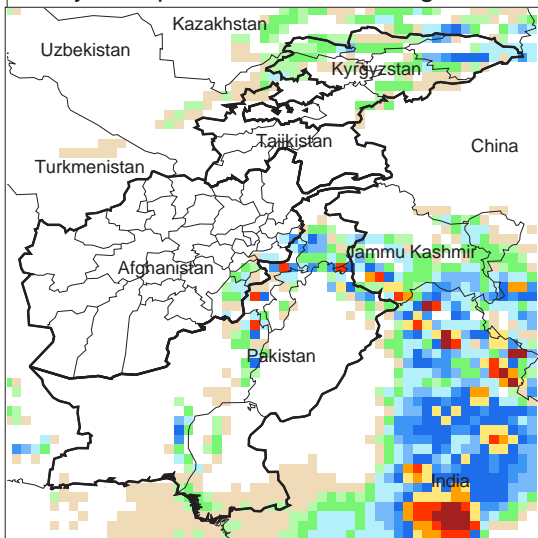 Kazakhstan
Uzbekistan
Kyrgyzstan
Tajikistan
China
Turkmenistan
Jammu Kashmir
Afghanistan
Pakistan
India